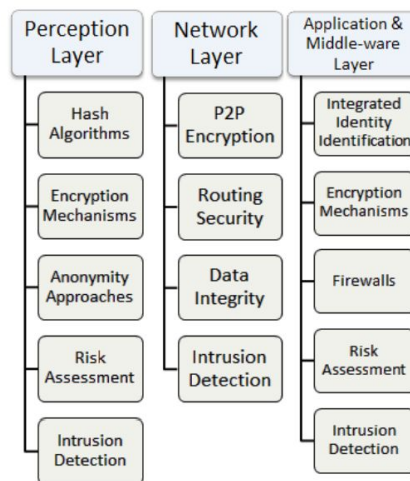 Perception
Layer
Hash
Algorithms
Encryption
Mechanisms
Anonymity
Approaches
Risk
Assessment
Intrusion
Detection
Network
Layer
P2P
Encryption
Routing
Security
Data
Integrity
Intrusion
Detection
Application &
Middle-ware
Layer
Integrated
Identity
Identification
Encryption
Mechanisms
Firewalls
Risk
Assessment
Intrusion
Detection